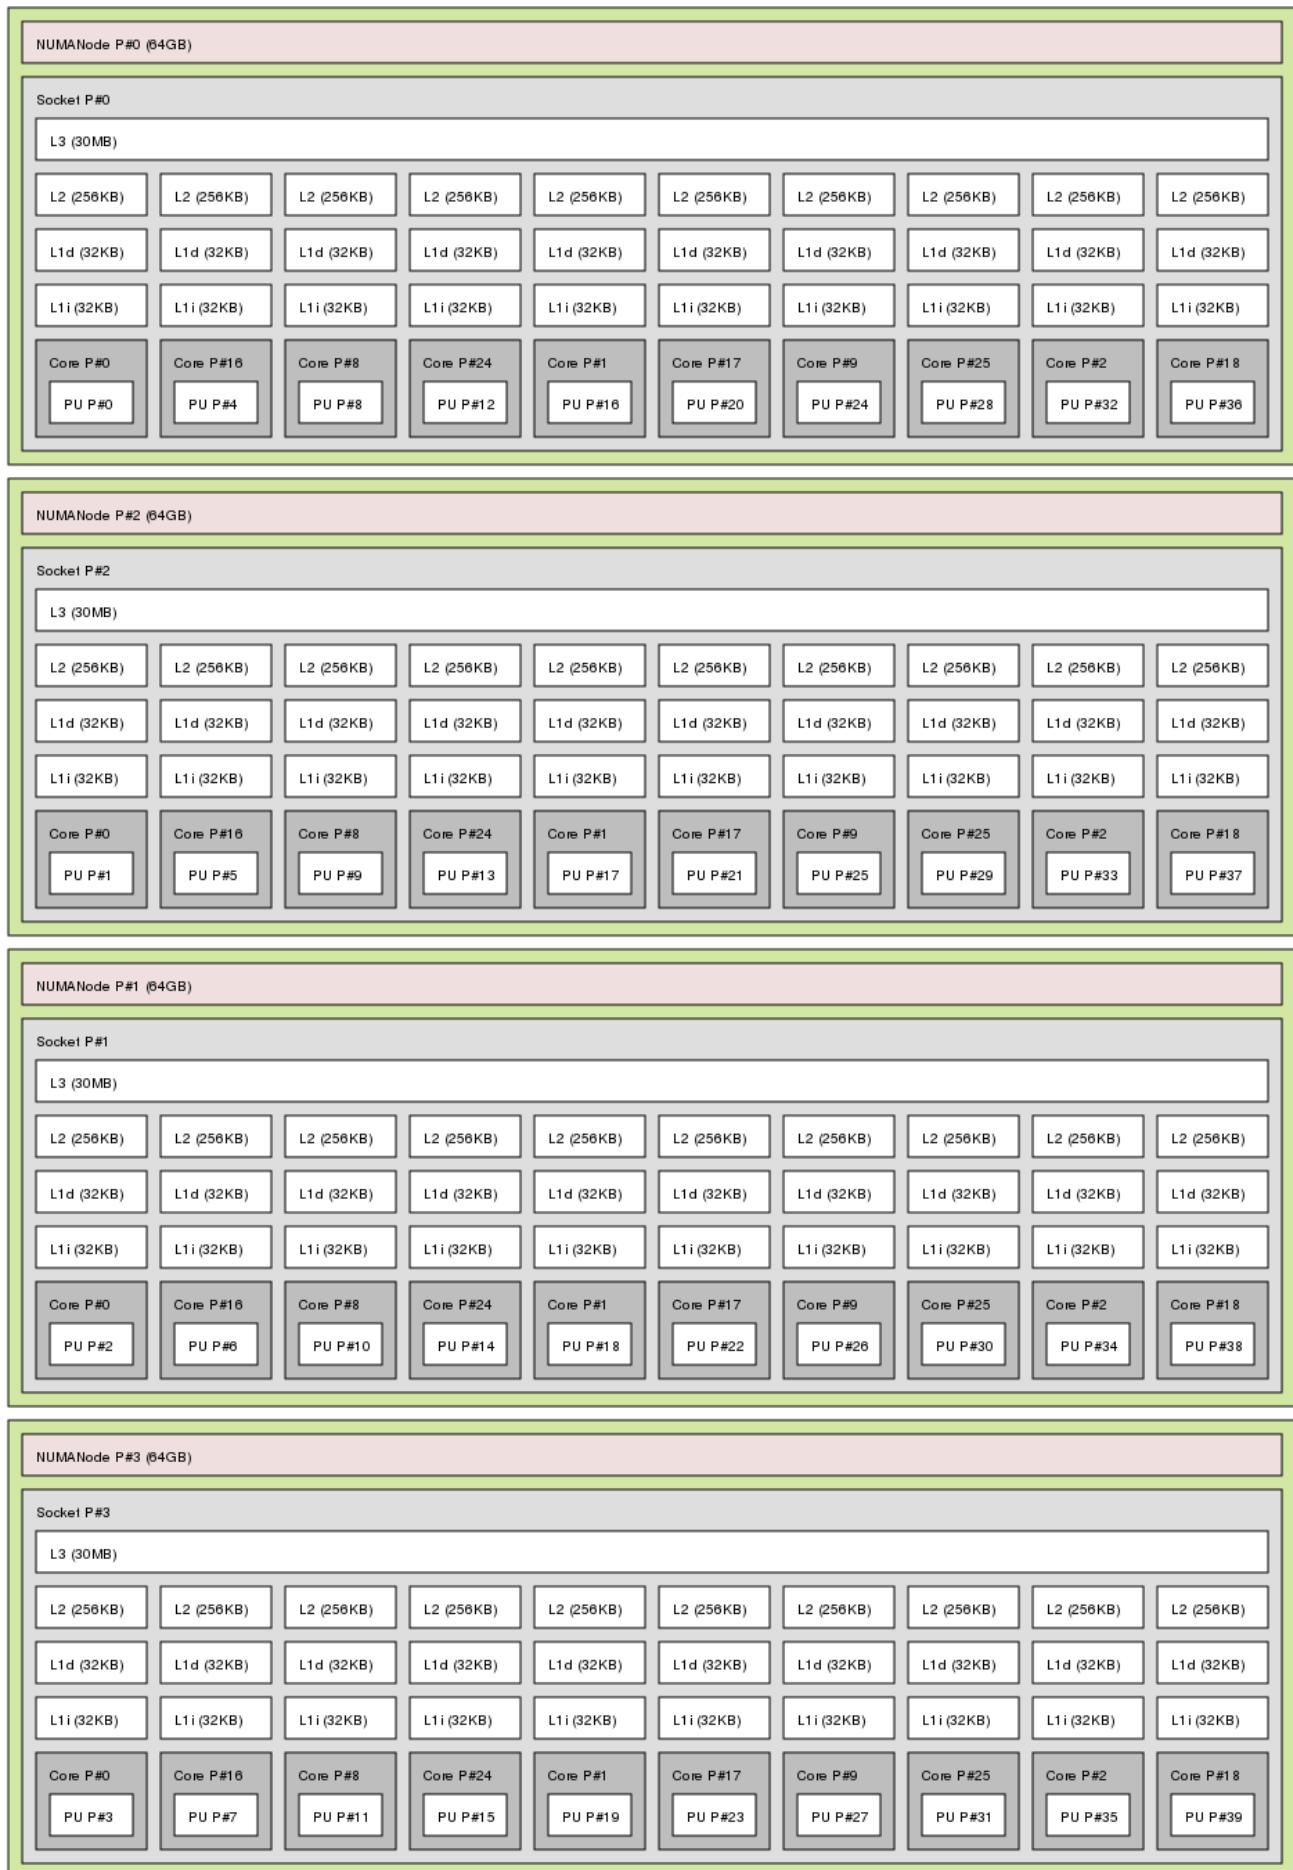 NUMANode P#0 (64GB)
Socket P#0
L3 (30MB)
L2 (256KB) L2 (256KB) L2 (256KB) L2 (256KB) L2 (256KB) L2 (256KB) L2 (256KB) L2 (256KB) L2 (256KB) L2 (256KB)
L1d (32KB) L1d (32KB) L1d (32KB) L1d (32KB) L1d (32KB) L1d (32KB) L1d (32KB) L1d (32KB) L1d (32KB) L1d (32KB)
L1i (32KB) L1i (32KB) L1i (32KB) L1i (32KB) L1i (32KB) L1i (32KB) L1i (32KB) L1i (32KB) L1i (32KB) L1i (32KB)
Core P#0 Core P#16 Core P#8 Core P#24 Core P#1 Core P#17 Core P#9 Core P#25 Core P#2 Core P#18
PU P#0 PU P#4 PU P#8 PU P#12 PU P#16 PU P#20 PU P#24 PU P#28 PU P#32 PU P#36
NUMANode P#2 (64GB)
Socket P#2
L3 (30MB)
L2 (256KB) L2 (256KB) L2 (256KB) L2 (256KB) L2 (256KB) L2 (256KB) L2 (256KB) L2 (256KB) L2 (256KB) L2 (256KB)
L1d (32KB) L1d (32KB) L1d (32KB) L1d (32KB) L1d (32KB) L1d (32KB) L1d (32KB) L1d (32KB) L1d (32KB) L1d (32KB)
L1i (32KB) L1i (32KB) L1i (32KB) L1i (32KB) L1i (32KB) L1i (32KB) L1i (32KB) L1i (32KB) L1i (32KB) L1i (32KB)
Core P#0 Core P#16 Core P#8 Core P#24 Core P#1 Core P#17 Core P#9 Core P#25 Core P#2 Core P#18
PU P#1 PU P#5 PU P#9 PU P#13 PU P#17 PU P#21 PU P#25 PU P#29 PU P#33 PU P#37
NUMANode P#1 (64GB)
Socket P#1
L3 (30MB)
L2 (256KB) L2 (256KB) L2 (256KB) L2 (256KB) L2 (256KB) L2 (256KB) L2 (256KB) L2 (256KB) L2 (256KB) L2 (256KB)
L1d (32KB) L1d (32KB) L1d (32KB) L1d (32KB) L1d (32KB) L1d (32KB) L1d (32KB) L1d (32KB) L1d (32KB) L1d (32KB)
L1i (32KB) L1i (32KB) L1i (32KB) L1i (32KB) L1i (32KB) L1i (32KB) L1i (32KB) L1i (32KB) L1i (32KB) L1i (32KB)
Core P#0 Core P#16 Core P#8 Core P#24 Core P#1 Core P#17 Core P#9 Core P#25 Core P#2 Core P#18
PU P#2 PU P#6 PU P#10 PU P#14 PU P#18 PU P#22 PU P#26 PU P#30 PU P#34 PU P#38
NUMANode P#3 (64GB)
Socket P#3
L3 (30MB)
L2 (256KB) L2 (256KB) L2 (256KB) L2 (256KB) L2 (256KB) L2 (256KB) L2 (256KB) L2 (256KB) L2 (256KB) L2 (256KB)
L1d (32KB) L1d (32KB) L1d (32KB) L1d (32KB) L1d (32KB) L1d (32KB) L1d (32KB) L1d (32KB) L1d (32KB) L1d (32KB)
L1i (32KB) L1i (32KB) L1i (32KB) L1i (32KB) L1i (32KB) L1i (32KB) L1i (32KB) L1i (32KB) L1i (32KB) L1i (32KB)
Core P#0 Core P#16 Core P#8 Core P#24 Core P#1 Core P#17 Core P#9 Core P#25 Core P#2 Core P#18
PU P#3 PU P#7 PU P#11 PU P#15 PU P#19 PU P#23 PU P#27 PU P#31 PU P#35 PU P#39